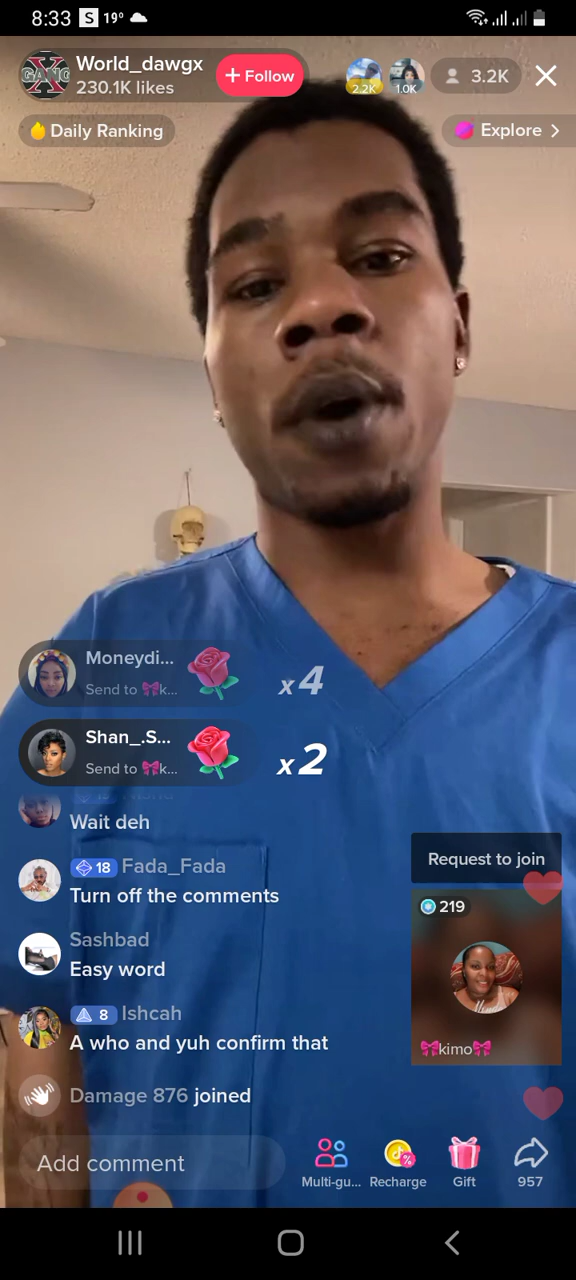 8:33 S 19°
World_dawgx
230.1K likes
+ Follow
2.2K
1.0K
3.2K
GANG
X
Daily Ranking
Explore >
Moneydi...
Send to 🎀k...
x4
Shan_.S...
Send to 🎀k...
x2
Wait deh
18 Fada_Fada
Turn off the comments
Sashbad
Easy word
8 Ishcah
A who and yuh confirm that
Damage 876 joined
Request to join
219
🎀kimo🎀
Add comment
Multi-gu...
Recharge
Gift
957